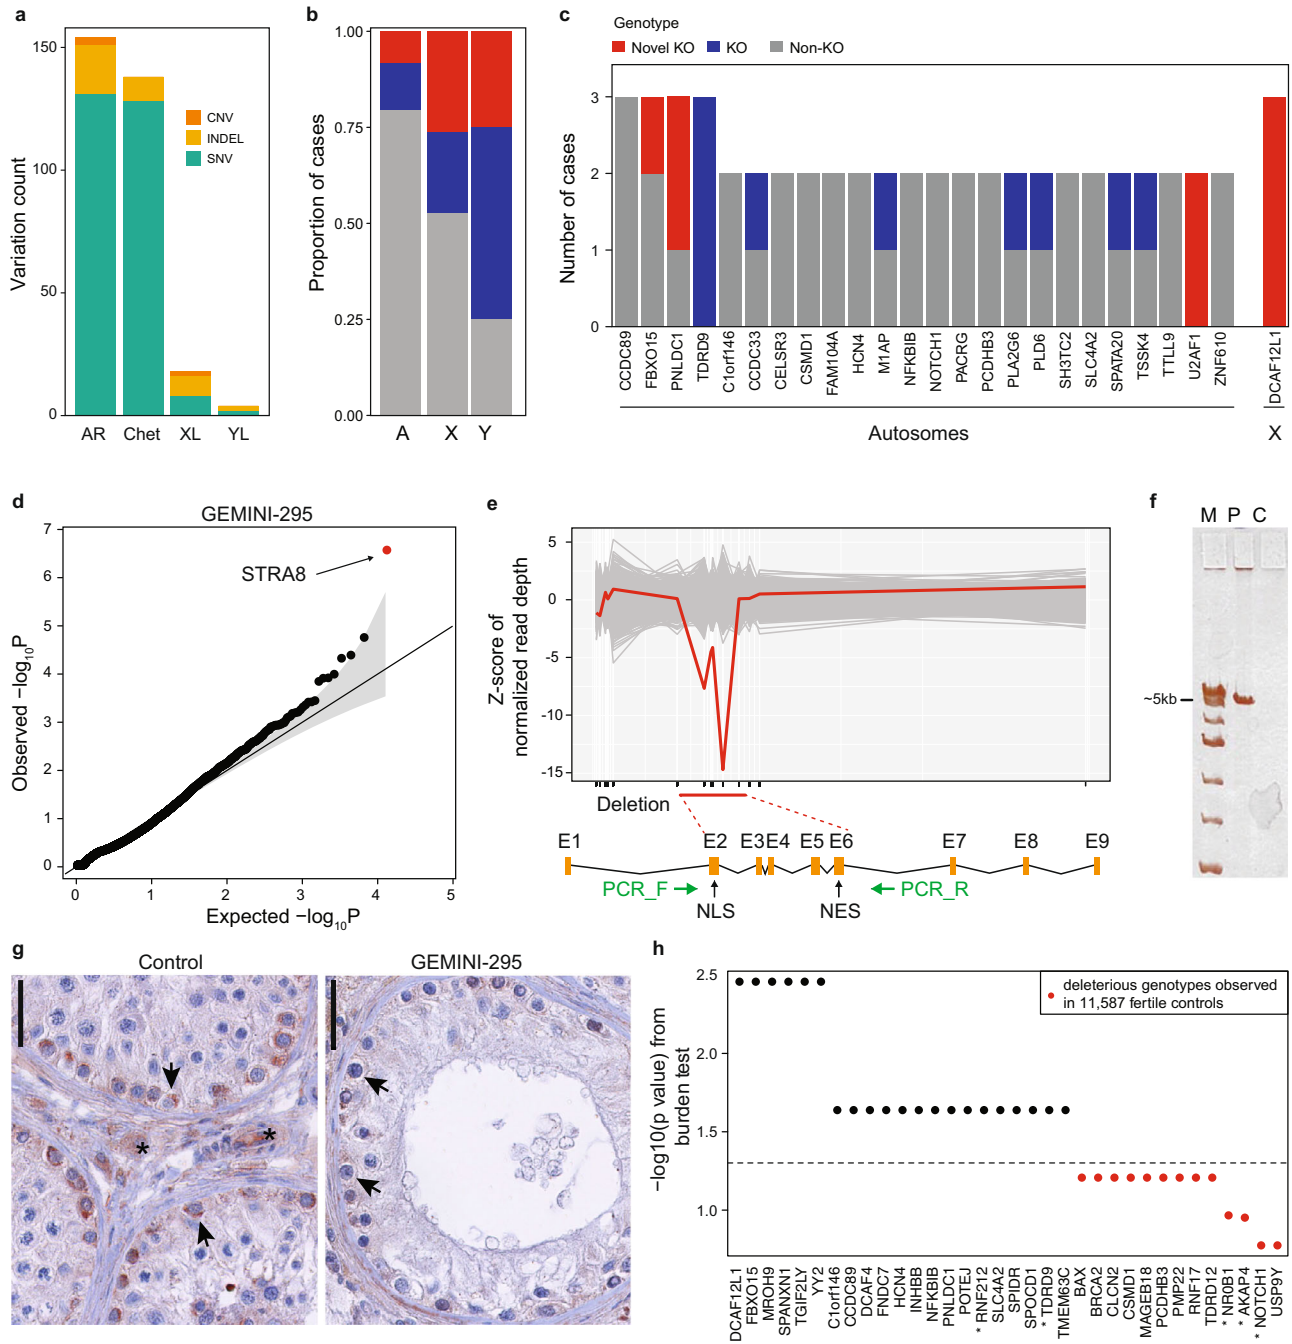 a
150
100
50
0
Variation count
CNV
INDEL
SNV
AR Chet XL YL
b
1.00
0.75
0.50
0.25
0.00
Proportion of cases
A X Y
c
Genotype
Novel KO KO Non-KO
3
2
1
0
Number of cases
CCDC89
FBXO15
PNLDC1
TDRD9
C1orf146
CCDC33
CELSR3
CSMD1
FAM104A
HCN4
M1AP
NFKBIB
NOTCH1
PACRG
PCDHB3
PLA2G6
PLD6
SH3TC2
SLC4A2
SPATA20
TSSK4
TTLL9
U2AF1
ZNF610
DCAF12L1
Autosomes X
d
GEMINI-295
7
6
5
4
3
2
1
0
Observed −log10P
STRA8
0 1 2 3 4 5
Expected −log10P
e
5
0
-5
-10
-15
Z-score of
normalized read depth
Deletion
E1 E2 E3 E4 E5 E6 E7 E8 E9
PCR_F PCR_R
NLS NES
f
M P C
~5kb
g
Control GEMINI-295
* *
h
2.5
2.0
1.5
1.0
−log10(p value) from
burden test
deleterious genotypes observed
in 11,587 fertile controls
DCAF12L1
FBXO15
MROH9
SPANXN1
TGIF2LY
YY2
C1orf146
CCDC89
DCAF4
FNDC7
HCN4
INHBB
NFKBIB
PNLDC1
POTEJ
* RNF212
SLC4A2
SPIDR
SPOCD1
* TDRD9
TMEM63C
BAX
BRCA2
CLCN2
CSMD1
MAGEB18
PCDHB3
PMP22
RNF17
TDRD12
* NR0B1
* AKAP4
* NOTCH1
USP9Y